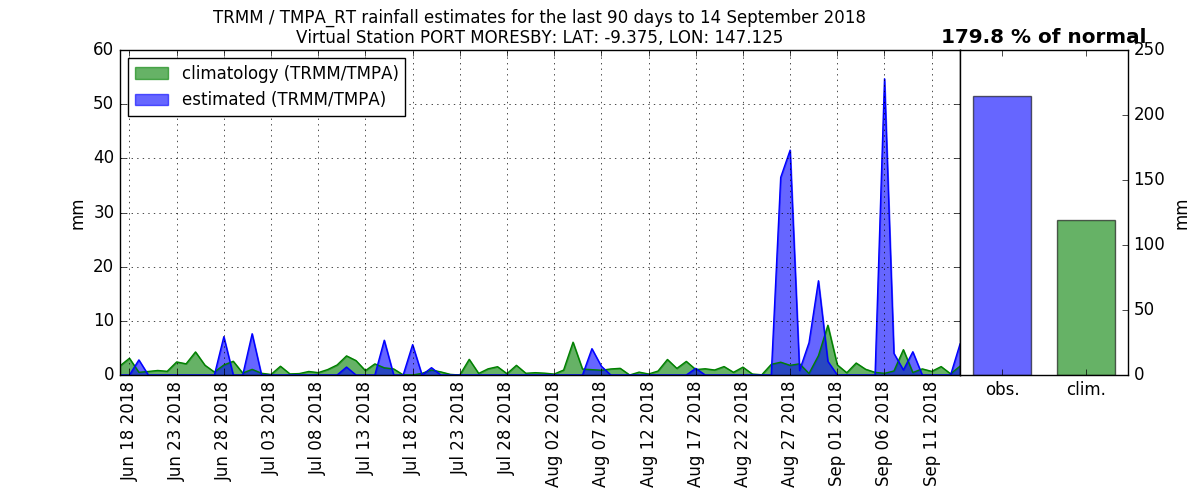 TRMM / TMPA_RT rainfall estimates for the last 90 days to 14 September 2018
Virtual Station PORT MORESBY: LAT: -9.375, LON: 147.125
179.8 % of normal
climatology (TRMM/TMPA)
estimated (TRMM/TMPA)
60
50
40
30
20
10
0
mm
Jun 18 2018
Jun 23 2018
Jun 28 2018
Jul 03 2018
Jul 08 2018
Jul 13 2018
Jul 18 2018
Jul 23 2018
Jul 28 2018
Aug 02 2018
Aug 07 2018
Aug 12 2018
Aug 17 2018
Aug 22 2018
Aug 27 2018
Sep 01 2018
Sep 06 2018
Sep 11 2018
obs.
clim.
250
200
150
100
50
0
mm